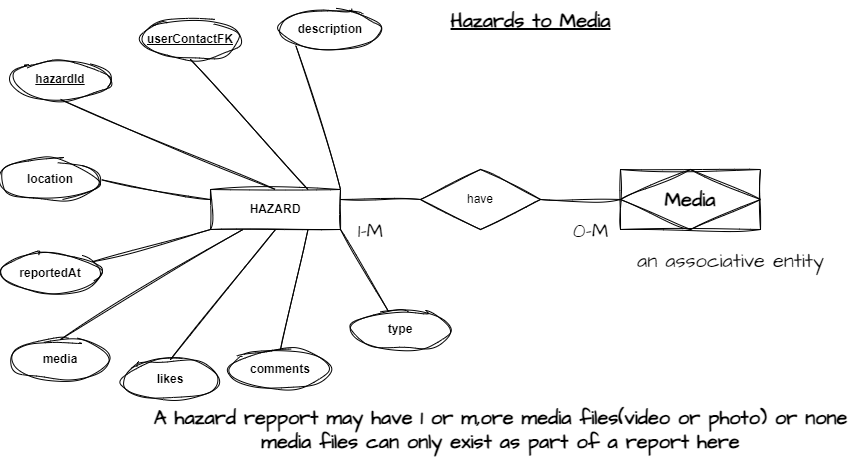 Hazards to Media
description
userContactFK
hazardId
location
HAZARD
have
Media
1-M
0-M
an associative entity
reportedAt
type
media
likes
comments
A hazard repport may have 1 or m,ore media files(video or photo) or none
media files can only exist as part of a report here